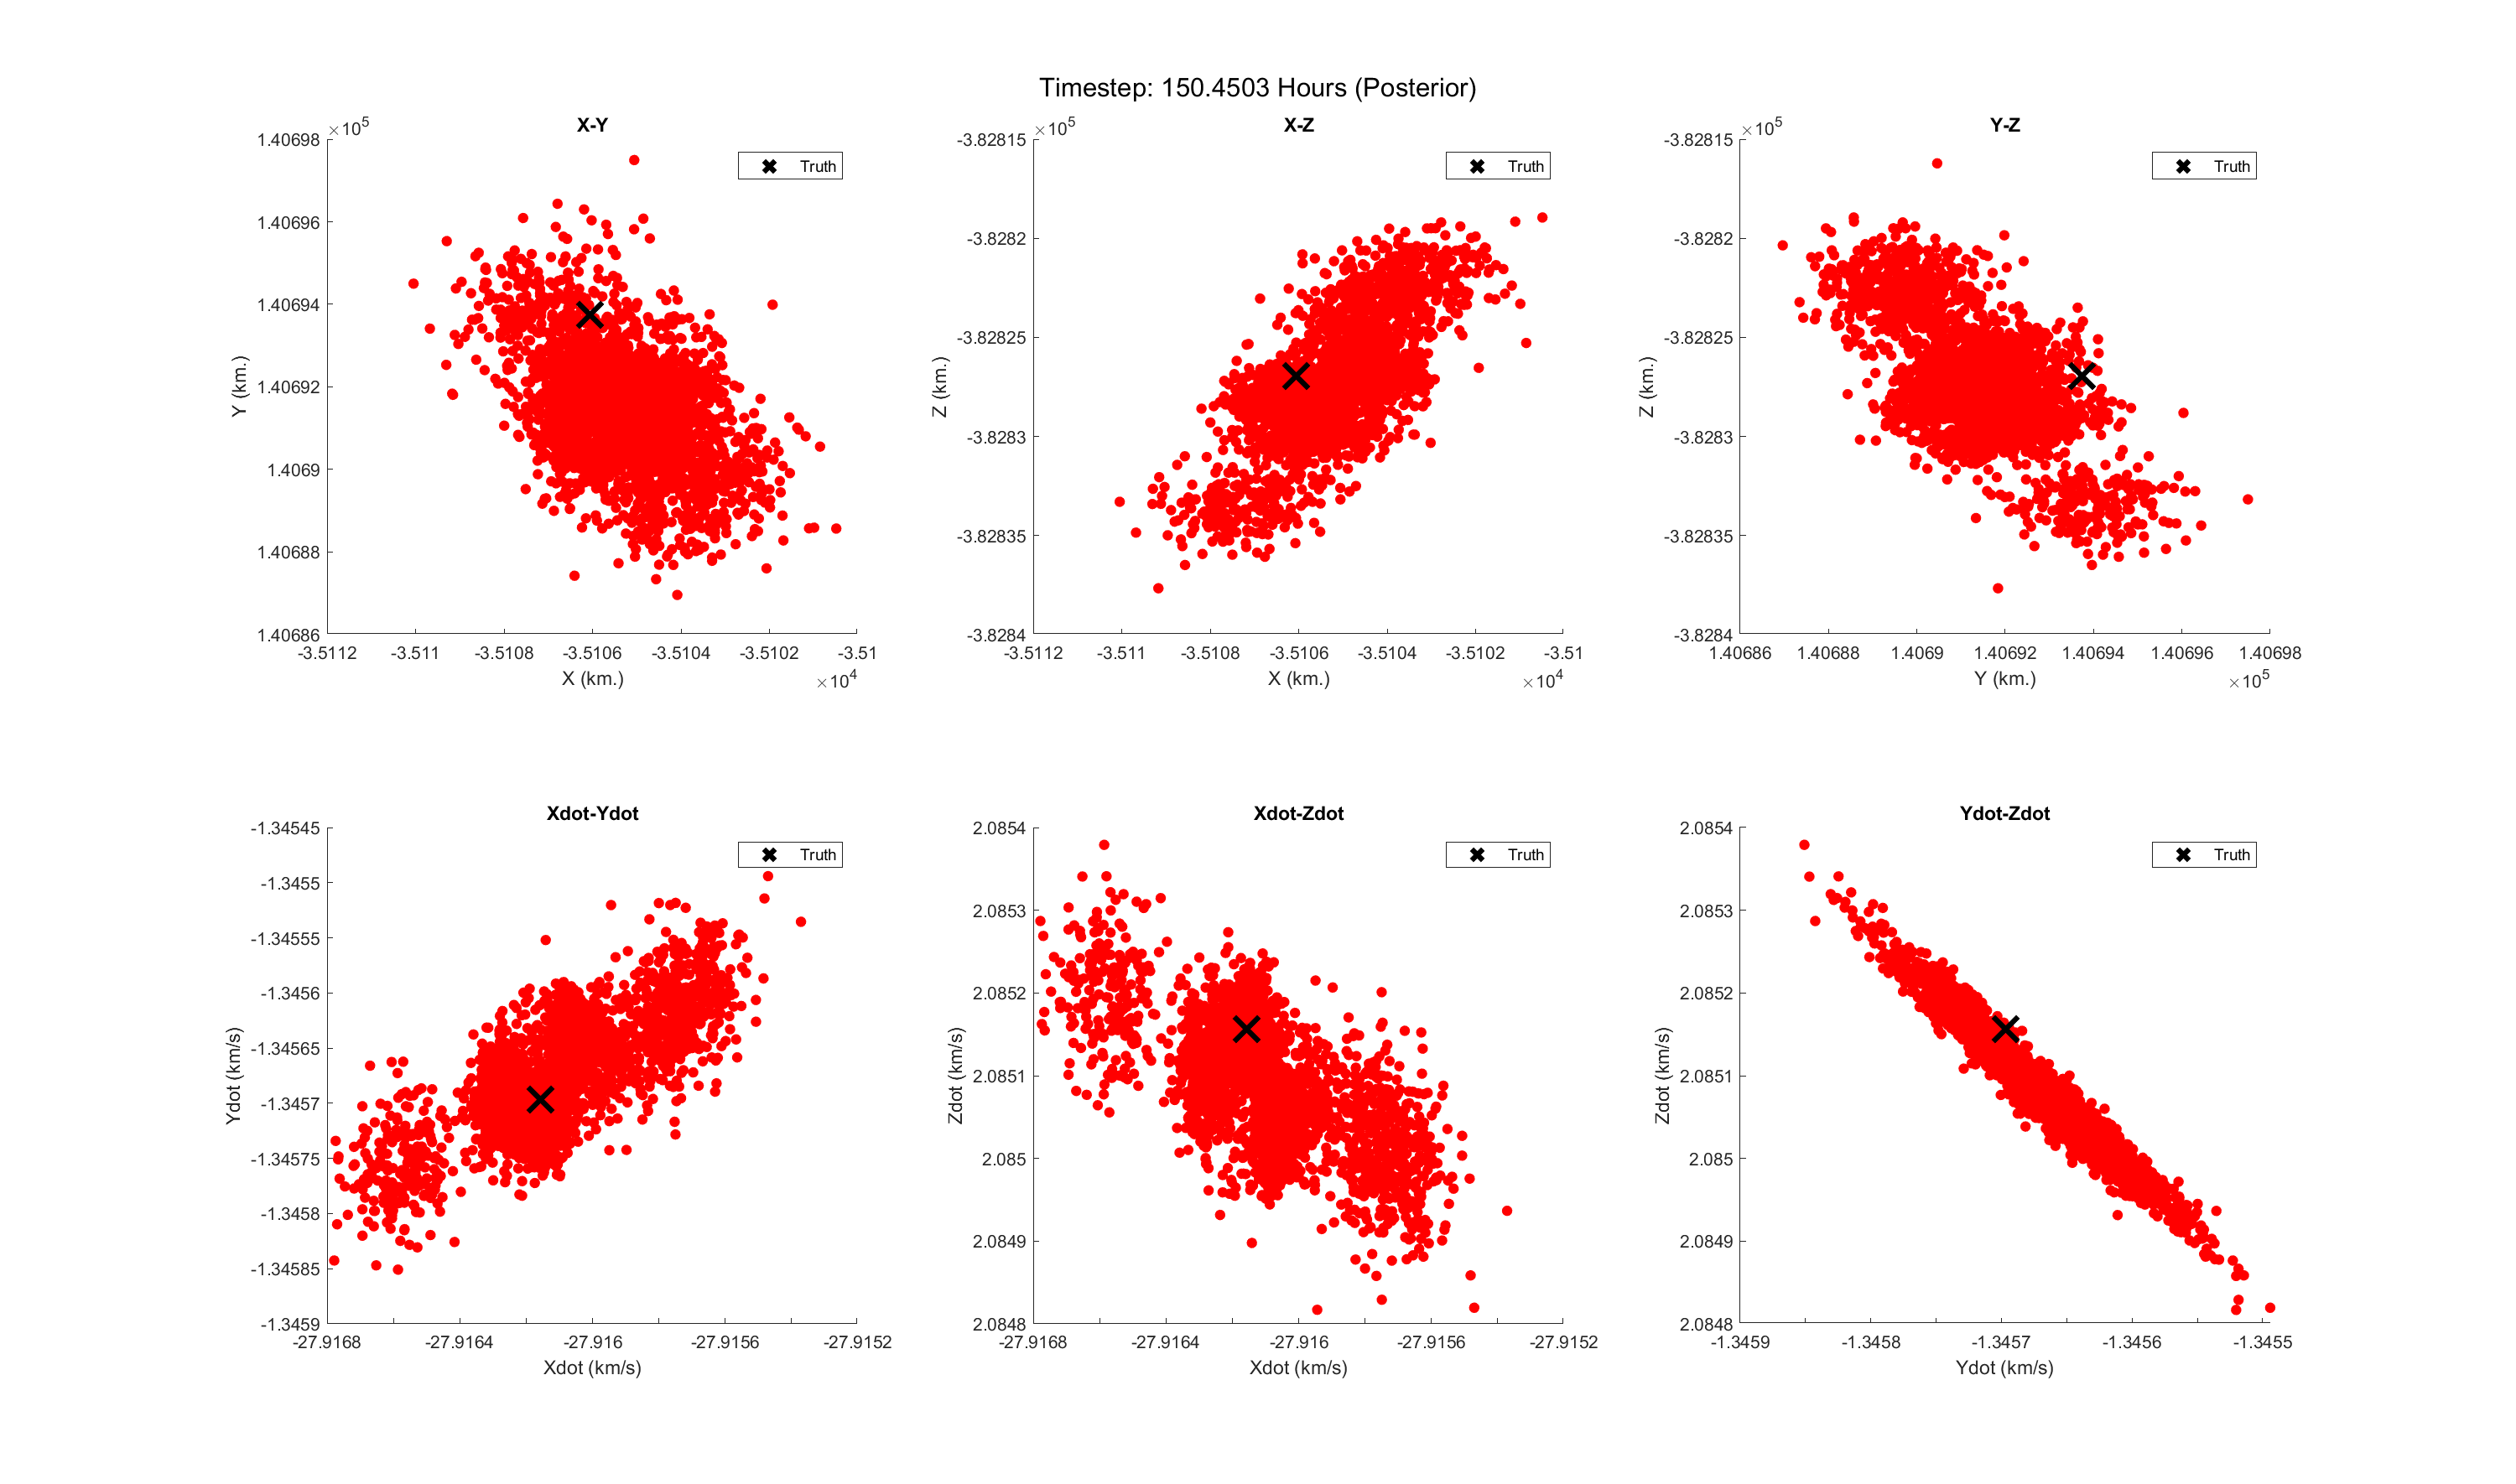 Timestep: 150.4503 Hours (Posterior)
X-Y
×10^5
1.40698
1.40696
1.40694
1.40692
1.4069
1.40688
1.40686
Y (km.)
Truth
-3.5112 -3.511 -3.5108 -3.5106 -3.5104 -3.5102 -3.51
X (km.)
×10^4
X-Z
×10^5
-3.82815
-3.8282
-3.82825
-3.8283
-3.82835
-3.8284
Z (km.)
Truth
-3.5112 -3.511 -3.5108 -3.5106 -3.5104 -3.5102 -3.51
X (km.)
×10^4
Y-Z
×10^5
-3.82815
-3.8282
-3.82825
-3.8283
-3.82835
-3.8284
Z (km.)
Truth
1.40686 1.40688 1.4069 1.40692 1.40694 1.40696 1.40698
Y (km.)
×10^5
Xdot-Ydot
-1.34545
-1.3455
-1.34555
-1.3456
-1.34565
-1.3457
-1.34575
-1.3458
-1.34585
-1.3459
Ydot (km/s)
Truth
-27.9168 -27.9164 -27.916 -27.9156 -27.9152
Xdot (km/s)
Xdot-Zdot
2.0854
2.0853
2.0852
2.0851
2.085
2.0849
2.0848
Zdot (km/s)
Truth
-27.9168 -27.9164 -27.916 -27.9156 -27.9152
Xdot (km/s)
Ydot-Zdot
2.0854
2.0853
2.0852
2.0851
2.085
2.0849
2.0848
Zdot (km/s)
Truth
-1.3459 -1.3458 -1.3457 -1.3456 -1.3455
Ydot (km/s)